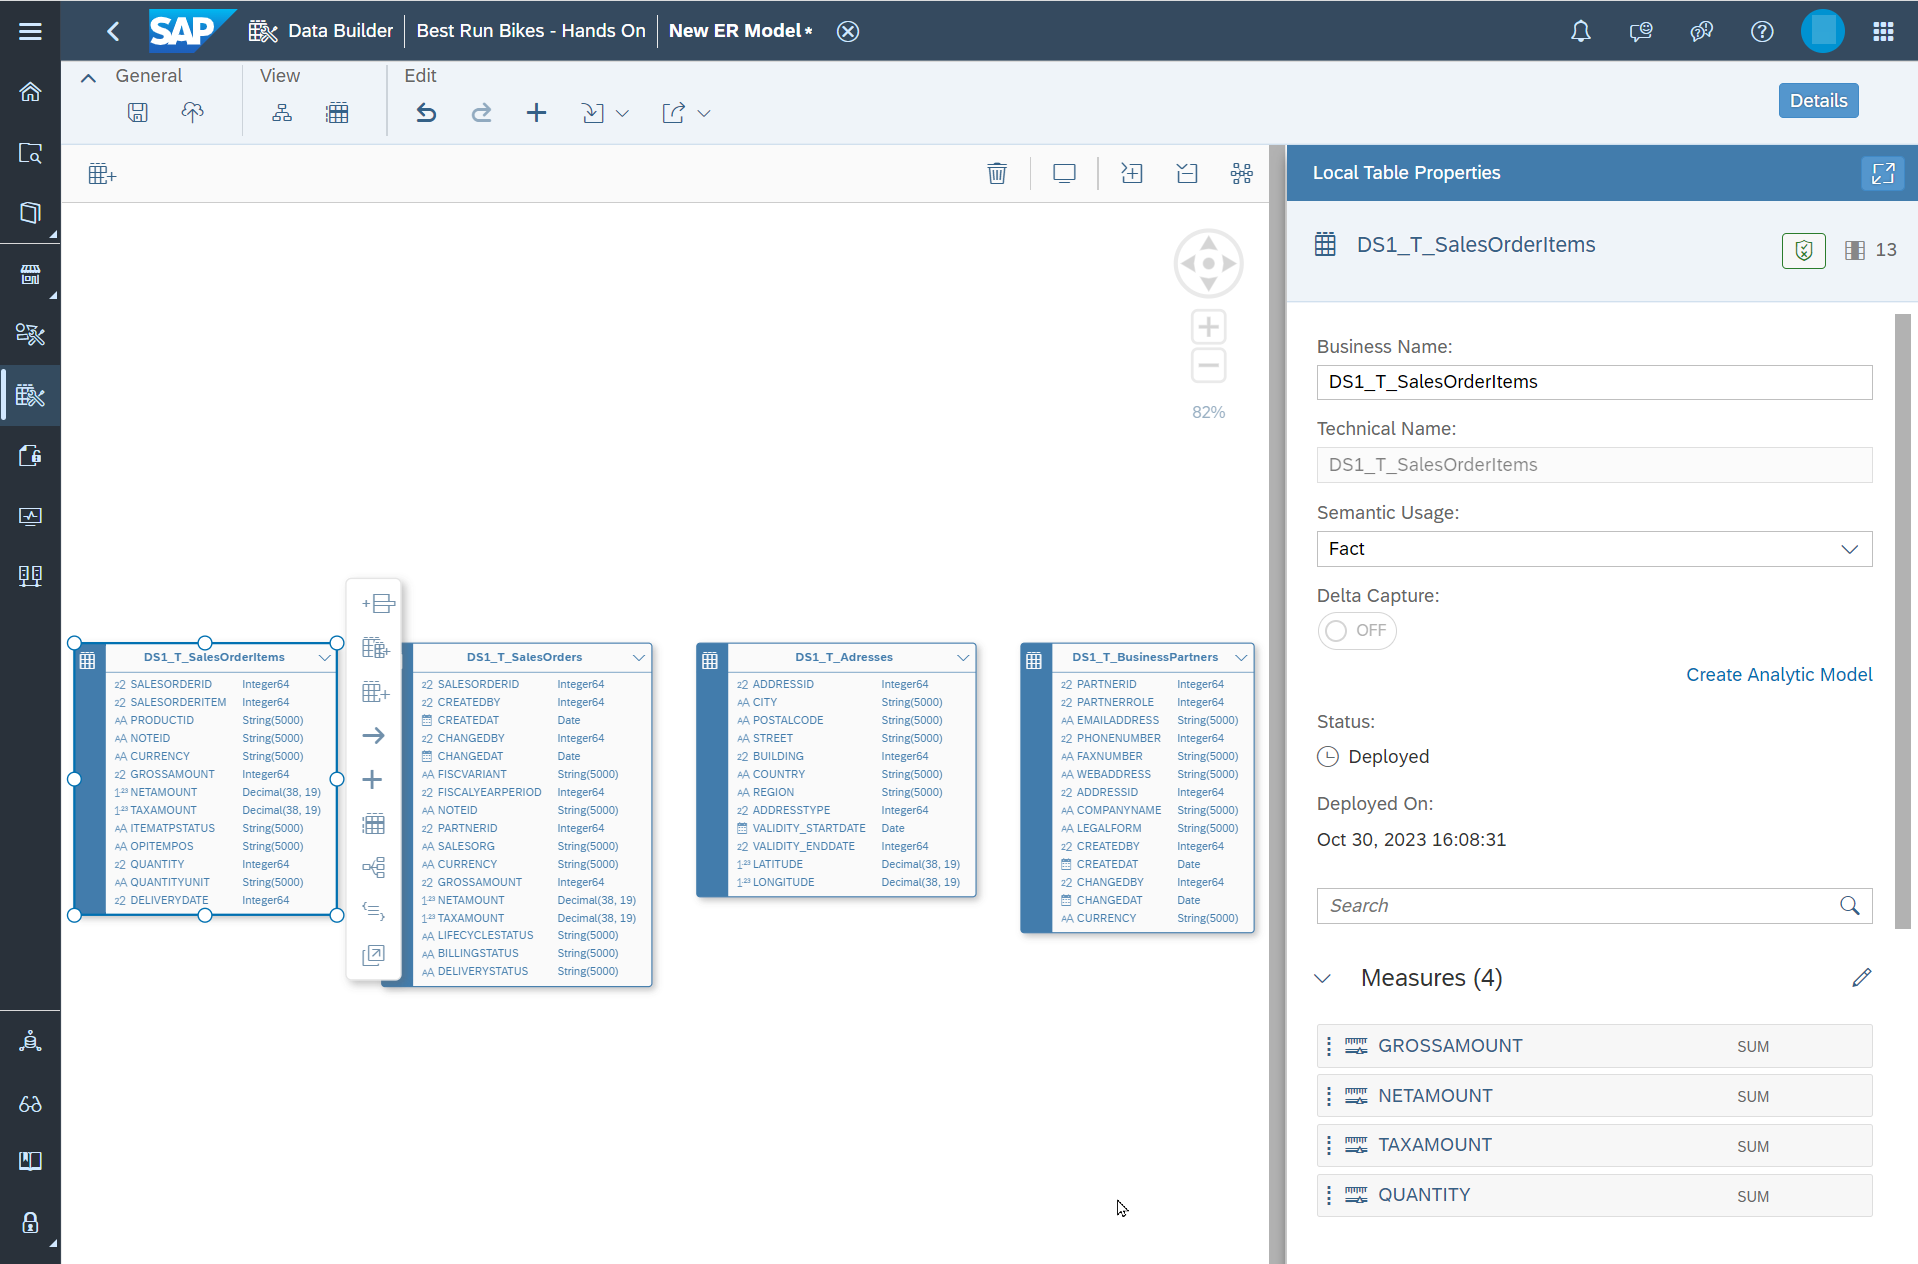 SAP Data Builder Best Run Bikes - Hands On New ER Model*
General View Edit
Details
Local Table Properties
DS1_T_SalesOrderItems
13
Business Name:
DS1_T_SalesOrderItems
Technical Name:
DS1_T_SalesOrderItems
Semantic Usage:
Fact
Delta Capture:
OFF
Create Analytic Model
Status:
Deployed
Deployed On:
Oct 30, 2023 16:08:31
Search
Measures (4)
GROSSAMOUNT SUM
NETAMOUNT SUM
TAXAMOUNT SUM
QUANTITY SUM
82%
DS1_T_SalesOrderItems
SALESORDERID Integer64
SALESORDERITEM Integer64
PRODUCTID String(5000)
NOTEID String(5000)
CURRENCY String(5000)
GROSSAMOUNT Integer64
NETAMOUNT Decimal(38, 19)
TAXAMOUNT Decimal(38, 19)
ITEMATPSTATUS String(5000)
OPITEMPOS String(5000)
QUANTITY Integer64
QUANTITYUNIT String(5000)
DELIVERYDATE Integer64
DS1_T_SalesOrders
SALESORDERID Integer64
CREATEDBY Integer64
CREATEDAT Date
CHANGEDBY Integer64
CHANGEDAT Date
FISCVARIANT String(5000)
FISCALYEARPERIOD Integer64
NOTEID String(5000)
PARTNERID Integer64
SALESORG String(5000)
CURRENCY String(5000)
GROSSAMOUNT Integer64
NETAMOUNT Decimal(38, 19)
TAXAMOUNT Decimal(38, 19)
LIFECYCLESTATUS String(5000)
BILLINGSTATUS String(5000)
DELIVERYSTATUS String(5000)
DS1_T_Adresses
ADDRESSID Integer64
CITY String(5000)
POSTALCODE String(5000)
STREET String(5000)
BUILDING Integer64
COUNTRY String(5000)
REGION String(5000)
ADDRESSTYPE Integer64
VALIDITY_STARTDATE Date
VALIDITY_ENDDATE Integer64
LATITUDE Decimal(38, 19)
LONGITUDE Decimal(38, 19)
DS1_T_BusinessPartners
PARTNERID Integer64
PARTNERROLE Integer64
EMAILADDRESS String(5000)
PHONENUMBER Integer64
FAXNUMBER String(5000)
WEBADDRESS String(5000)
ADDRESSID Integer64
COMPANYNAME String(5000)
LEGALFORM String(5000)
CREATEDBY Integer64
CREATEDAT Date
CHANGEDBY Integer64
CHANGEDAT Date
CURRENCY String(5000)